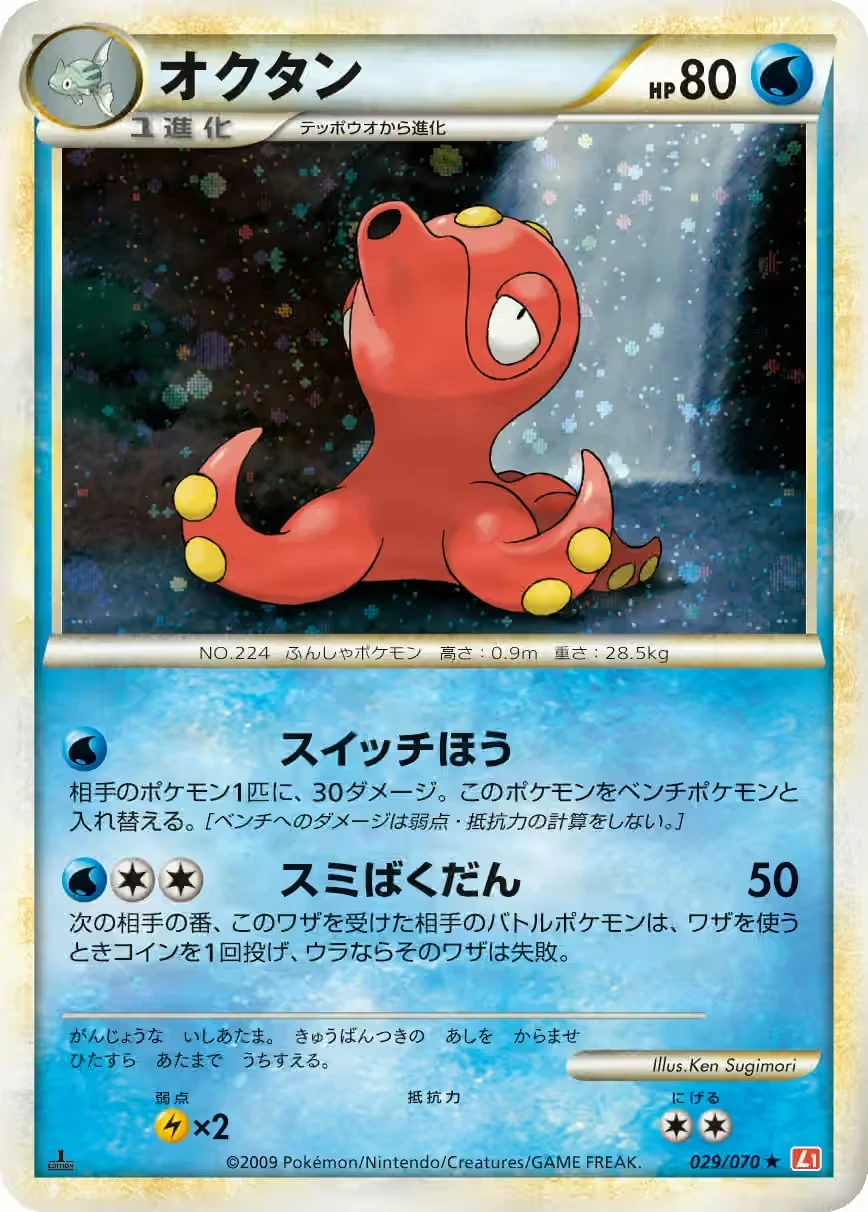 オクタン
HP80
1進化
テッポウオから進化
NO.224 ふんしゃポケモン 高さ:0.9m 重さ:28.5kg
スイッチほう
相手のポケモン1匹に、30ダメージ。このポケモンをベンチポケモンと
入れ替える。[ベンチへのダメージは弱点・抵抗力の計算をしない。]
スミばくだん 50
次の相手の番、このワザを受けた相手のバトルポケモンは、ワザを使う
ときコインを1回投げ、ウラならそのワザは失敗。
がんじょうな いしあたま。 きゅうばんつきの あしを からませ
ひたすら あたまで うちすえる。
Illus.Ken Sugimori
弱点 抵抗力 にげる
×2
1 EDITION
©2009 Pokémon/Nintendo/Creatures/GAME FREAK.
029/070 ★ L1